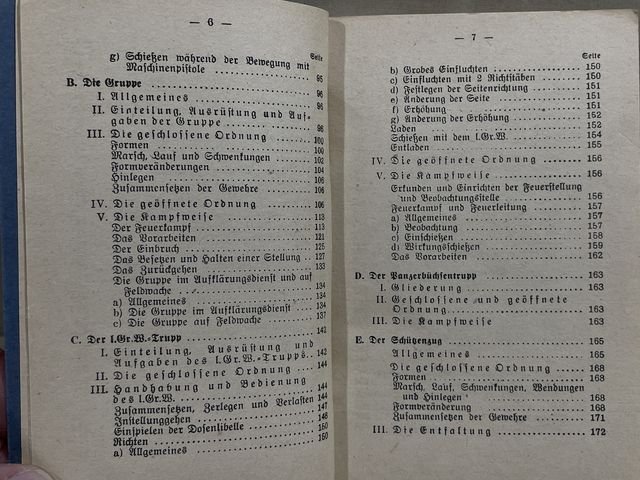 — 6 —
Seite
g) Schießen während der Bewegung mit
Maschinenpistole .......... 95
B. Die Gruppe .......... 96
I. Allgemeines .......... 96
II. Einteilung, Ausrüstung und Auf-
gaben der Gruppe .......... 98
III. Die geschlossene Ordnung .......... 100
Formen .......... 100
Marsch, Lauf und Schwenkungen .......... 102
Formveränderungen .......... 104
Hinlegen .......... 106
Zusammensetzen der Gewehre .......... 106
IV. Die geöffnete Ordnung .......... 106
V. Die Kampfweise .......... 113
Der Feuerkampf .......... 113
Das Vorarbeiten .......... 121
Der Einbruch .......... 125
Das Besetzen und Halten einer Stellung .. 127
Das Zurückgehen .......... 133
Die Gruppe im Aufklärungsdienst und auf
Feldwache .......... 134
a) Allgemeines .......... 134
b) Die Gruppe im Aufklärungsdienst .. 134
c) Die Gruppe auf Feldwache .......... 136
C. Der l.Gr.W.-Trupp .......... 142
I. Einteilung, Ausrüstung und
Aufgaben des l.Gr.W.-Trupps .. 142
II. Die geschlossene Ordnung .......... 144
III. Handhabung und Bedienung
des l.Gr.W. .......... 144
Zusammensetzen, Zerlegen und Verlasten 144
Instellunggehen .......... 147
Einspielen der Dosenlibelle .......... 148
Richten .......... 150
a) Allgemeines .......... 150
— 7 —
Seite
b) Grobes Einfluchten .......... 150
c) Einfluchten mit 2 Richtstäben .......... 150
d) Festlegen der Seitenrichtung .......... 151
e) Änderung der Seite .......... 151
f) Erhöhung .......... 151
g) Änderung der Erhöhung .......... 152
Laden .......... 152
Schießen mit dem l.Gr.W. .......... 154
Entladen .......... 155
IV. Die geöffnete Ordnung .......... 156
V. Die Kampfweise .......... 156
Erkunden und Einrichten der Feuerstellung
und Beobachtungsstelle .......... 156
Feuerkampf und Feuerleitung .......... 157
a) Allgemeines .......... 157
b) Beobachtung .......... 157
c) Einschießen .......... 158
d) Wirkungsschießen .......... 159
Das Vorarbeiten .......... 162
D. Der Panzerbüchsentrupp .......... 163
I. Gliederung .......... 163
II. Geschlossene und geöffnete
Ordnung .......... 163
III. Die Kampfweise .......... 163
E. Der Schützenzug .......... 165
Allgemeines .......... 165
Die geschlossene Ordnung .......... 168
Formen .......... 168
Marsch, Lauf, Schwenkungen, Wendungen
und Hinlegen .......... 168
Formveränderung .......... 168
Zusammensetzen der Gewehre .......... 171
III. Die Entfaltung .......... 172